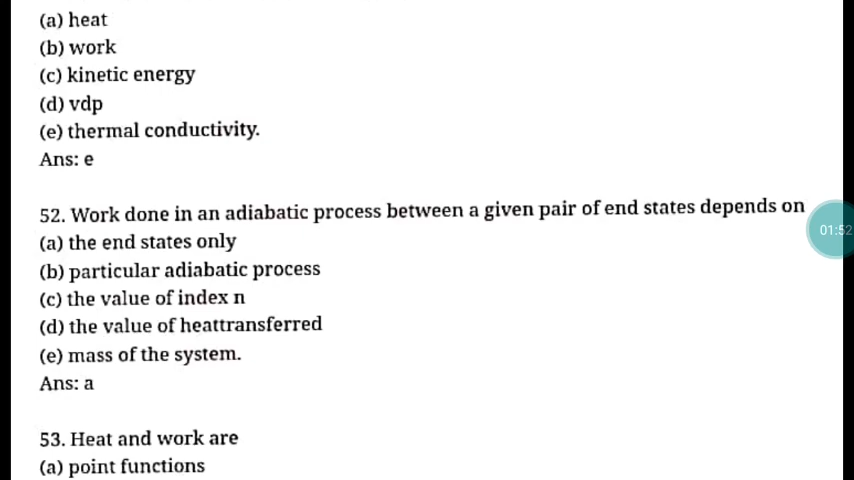 (a) heat
(b) work
(c) kinetic energy
(d) vdp
(e) thermal conductivity.
Ans: e
52. Work done in an adiabatic process between a given pair of end states depends on
(a) the end states only
(b) particular adiabatic process
(c) the value of index n
(d) the value of heattransferred
(e) mass of the system.
Ans: a
01:52
53. Heat and work are
(a) point functions